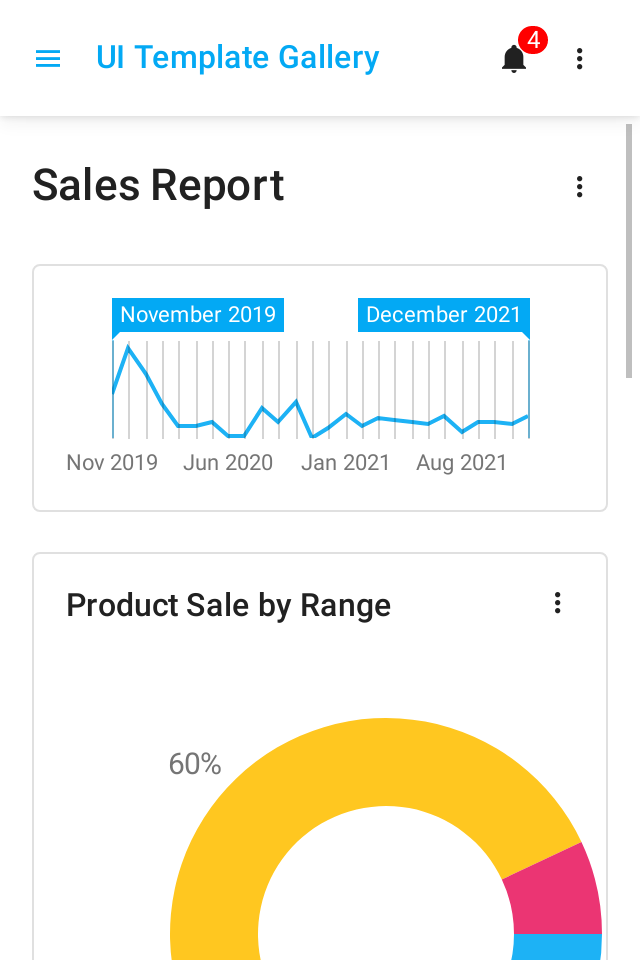 UI Template Gallery
4
Sales Report
November 2019
December 2021
Nov 2019 Jun 2020 Jan 2021 Aug 2021
Product Sale by Range
60%